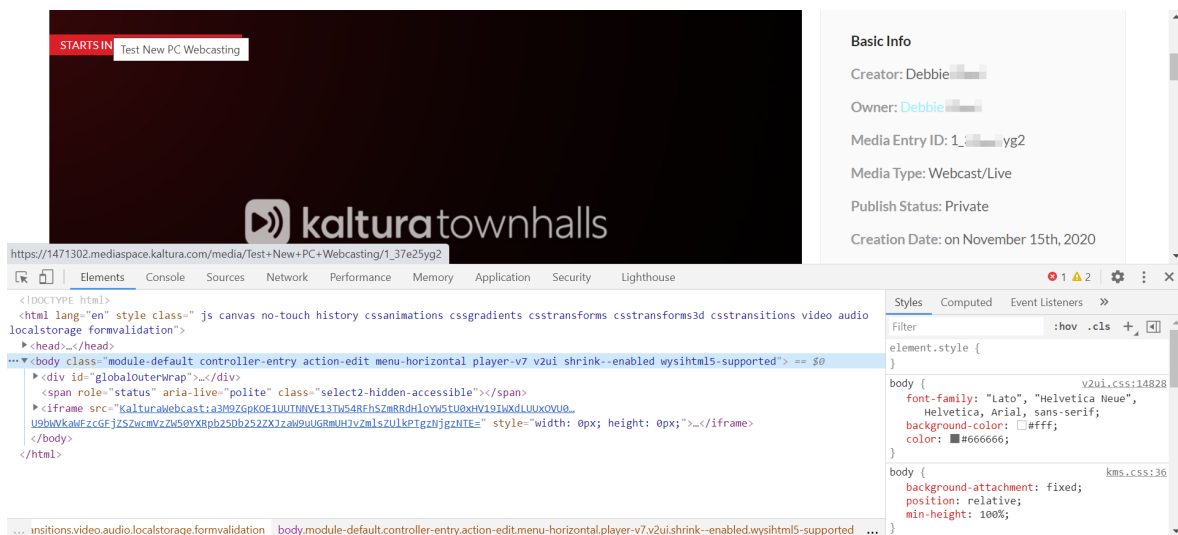 STARTS IN
Test New PC Webcasting
kaltura townhalls
Basic Info
Creator: Debbie
Owner: Debbie
Media Entry ID: 1_ yg2
Media Type: Webcast/Live
Publish Status: Private
Creation Date: on November 15th, 2020
https://1471302.mediaspace.kaltura.com/media/Test+New+PC+Webcasting/1_37e25yg2
Elements Console Sources Network Performance Memory Application Security Lighthouse 1 2
<!DOCTYPE html>
<html lang="en" style class=" js canvas no-touch history cssanimations cssgradients csstransforms csstransforms3d csstransitions video audio
localstorage formvalidation">
<head>…</head>
<body class="module-default controller-entry action-edit menu-horizontal player-v7 v2ui shrink--enabled wysihtml5-supported"> == $0
<div id="globalOuterWrap">…</div>
<span role="status" aria-live="polite" class="select2-hidden-accessible"></span>
<iframe src="KalturaWebcast:a3M9ZGpKOE1UUTNNVE13TW54RFhSZmRRdHloYW5tU0xHV19IWXdLUUxOVU0…
U9bWVkaWFzcGFjZSZwcmVzZW50YXRpb25Db252ZXJzaW9uUGRmUHJvZmlsZUlkPTgzNjgzNTE=" style="width: 0px; height: 0px;">…</iframe>
</body>
</html>
... ansitions.video.audio.localstorage.formvalidation body.module-default.controller-entry.action-edit.menu-horizontal.player-v7.v2ui.shrink--enabled.wysihtml5-supported ...
Styles Computed Event Listeners »
Filter :hov .cls +
element.style {
}
body { v2ui.css:14828
font-family: "Lato", "Helvetica Neue",
Helvetica, Arial, sans-serif;
background-color: #fff;
color: #666666;
}
body { kms.css:36
background-attachment: fixed;
position: relative;
min-height: 100%;
}